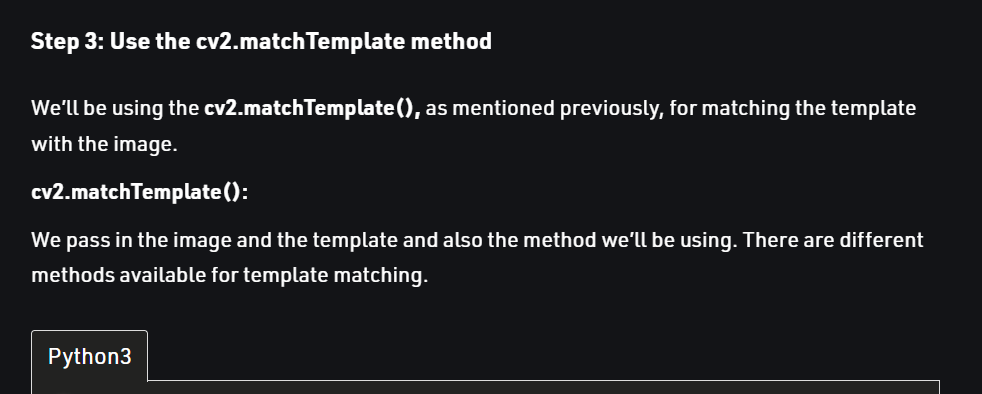 Step 3: Use the cv2.matchTemplate method
We'll be using the cv2.matchTemplate(), as mentioned previously, for matching the template
with the image.
cv2.matchTemplate():
We pass in the image and the template and also the method we'll be using. There are different
methods available for template matching.
Python3